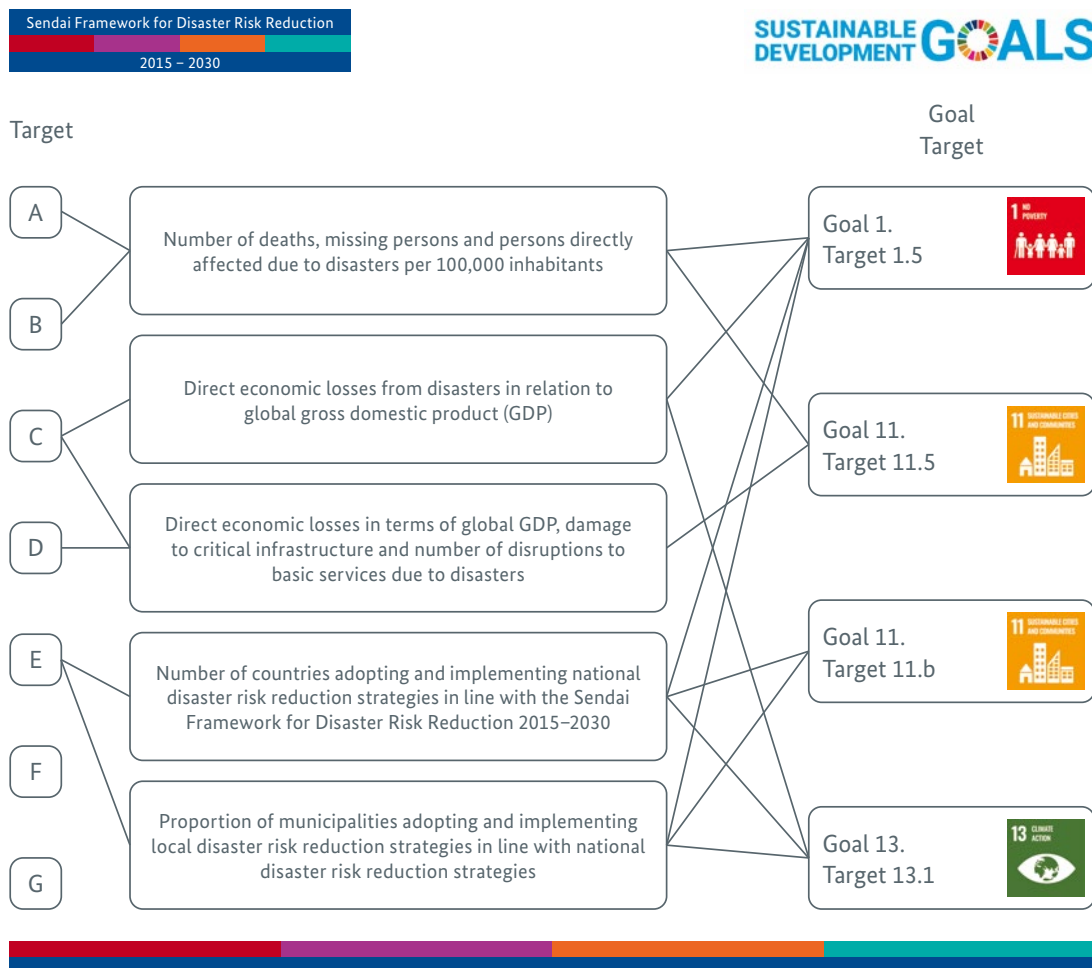 Sendai Framework for Disaster Risk Reduction
2015 – 2030
SUSTAINABLE
DEVELOPMENT
GOALS
Target
Goal
Target
A
B
C
D
E
F
G
Number of deaths, missing persons and persons directly
affected due to disasters per 100,000 inhabitants
Direct economic losses from disasters in relation to
global gross domestic product (GDP)
Direct economic losses in terms of global GDP, damage
to critical infrastructure and number of disruptions to
basic services due to disasters
Number of countries adopting and implementing national
disaster risk reduction strategies in line with the Sendai
Framework for Disaster Risk Reduction 2015–2030
Proportion of municipalities adopting and implementing
local disaster risk reduction strategies in line with national
disaster risk reduction strategies
Goal 1.
Target 1.5
1 NO
POVERTY
Goal 11.
Target 11.5
11 SUSTAINABLE CITIES
AND COMMUNITIES
Goal 11.
Target 11.b
11 SUSTAINABLE CITIES
AND COMMUNITIES
Goal 13.
Target 13.1
13 CLIMATE
ACTION